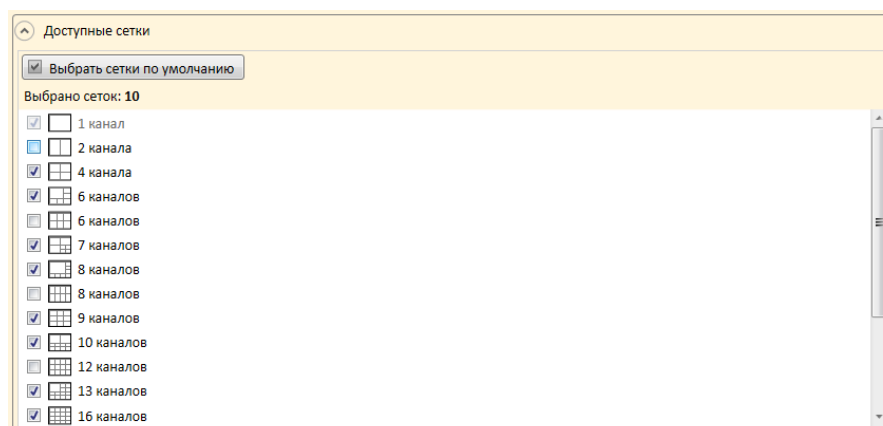 Доступные сетки
Выбрать сетки по умолчанию
Выбрано сеток: 10
1 канал
2 канала
4 канала
6 каналов
6 каналов
7 каналов
8 каналов
8 каналов
9 каналов
10 каналов
12 каналов
13 каналов
16 каналов